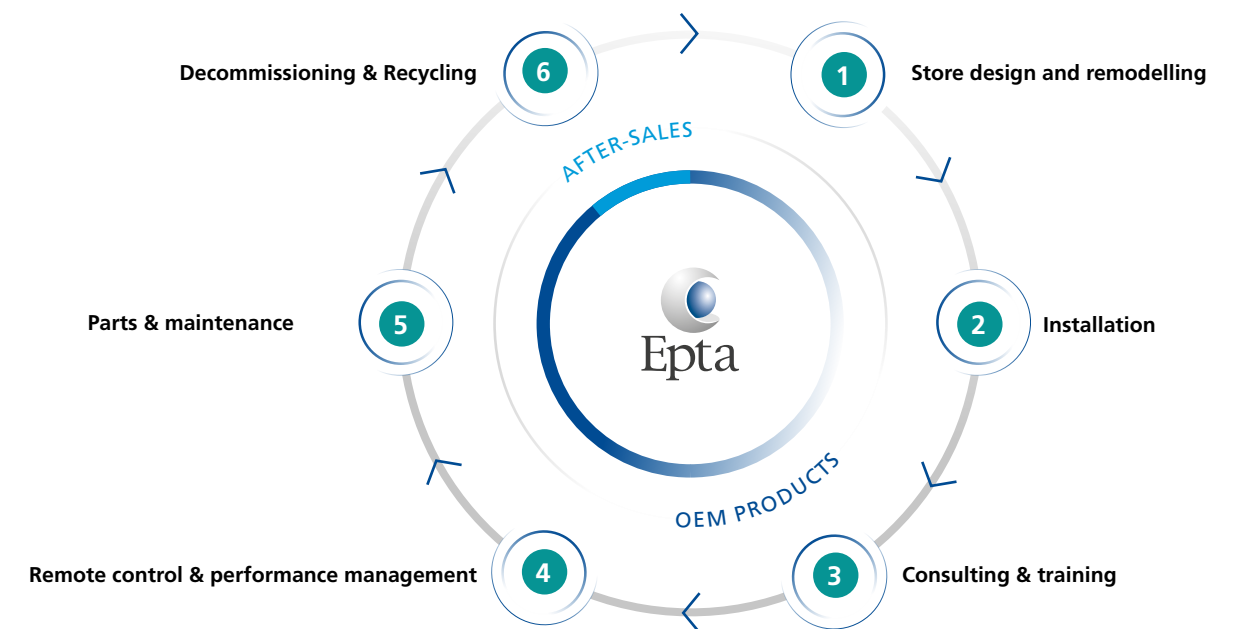 6
Decommissioning & Recycling
1
Store design and remodelling
AFTER-SALES
5
Parts & maintenance
Epta
2
Installation
OEM PRODUCTS
4
Remote control & performance management
3
Consulting & training